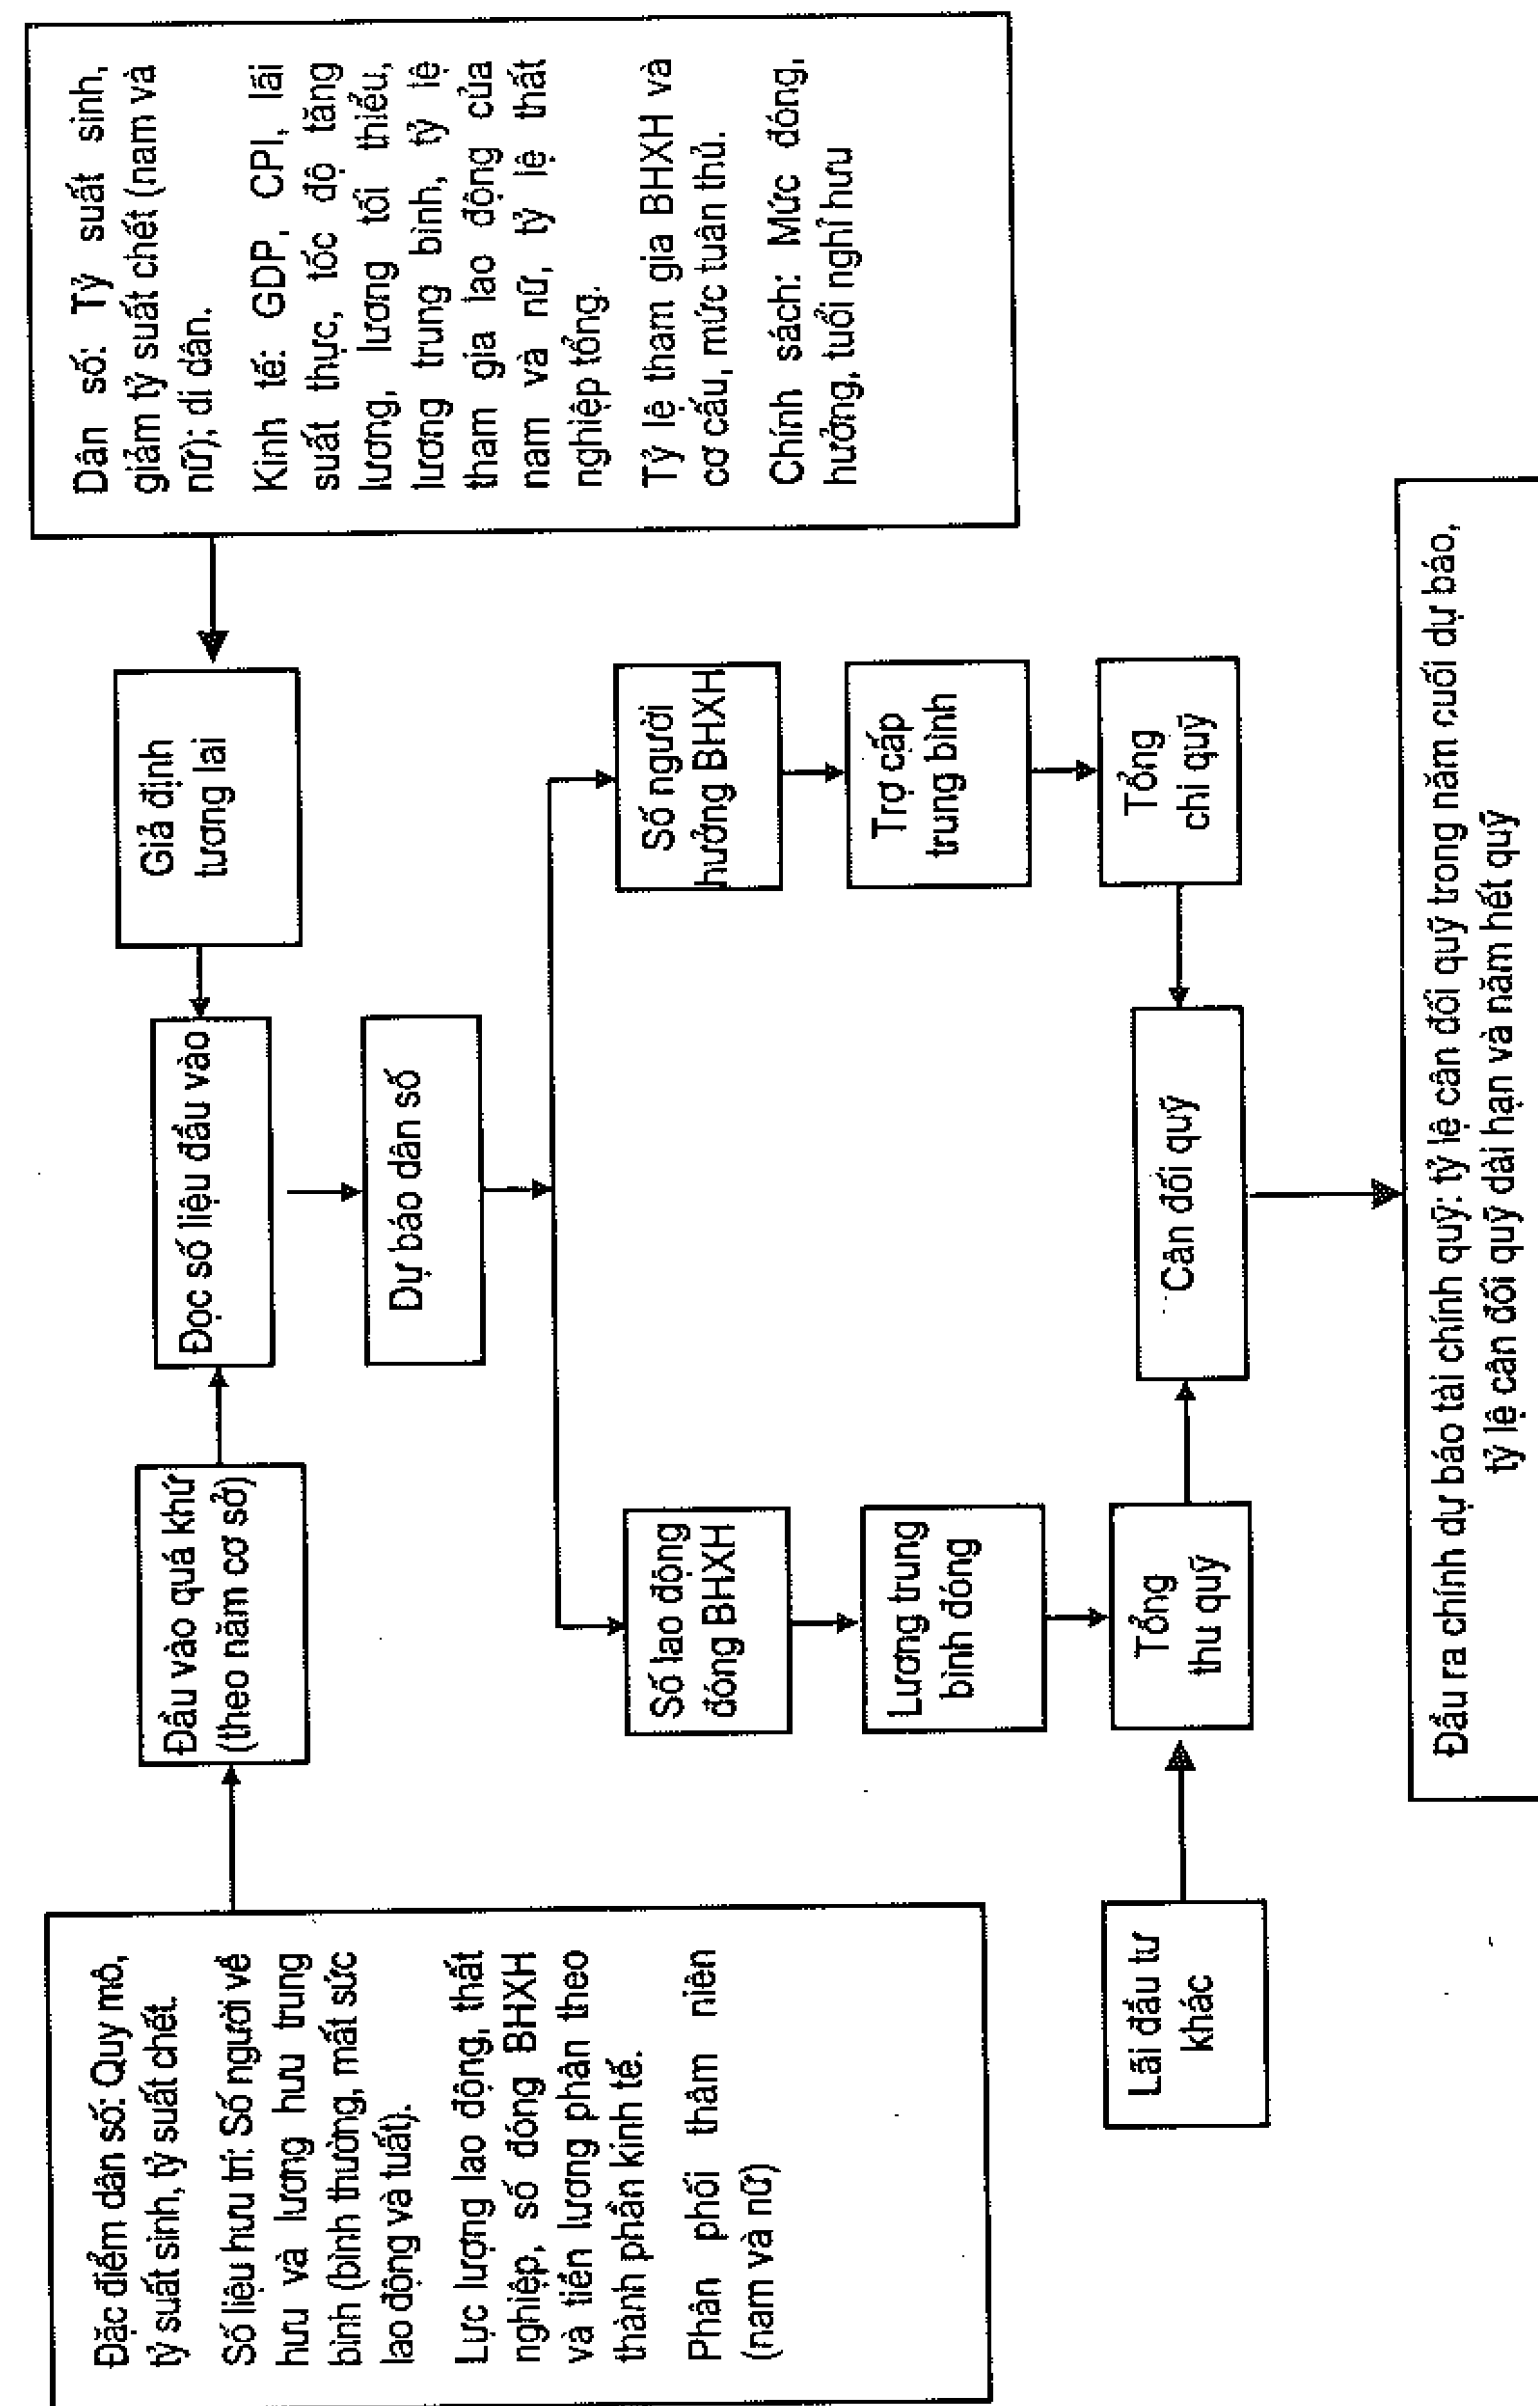 Đặc điểm dân số: Quy mô,
tỷ suất sinh, tỷ suất chết.
Số liệu hưu trí: Số người về
hưu và lương hưu trung
bình (bình thường, mất sức
lao động và tuất).
Lực lượng lao động, thất
nghiệp, số đóng BHXH
và tiền lương phân theo
thành phần kinh tế.
Phân phối thâm niên
(nam và nữ)
Đầu vào quá khứ
(theo năm cơ sở)
Đọc số liệu đầu vào
Giả định
tương lai
Dân số: Tỷ suất sinh,
giảm tỷ suất chết (nam và
nữ); di dân.
Kinh tế: GDP, CPI, lãi
suất thực, tốc độ tăng
lương, lương tối thiểu,
lương trung bình, tỷ lệ
tham gia lao động của
nam và nữ, tỷ lệ thất
nghiệp tổng.
Tỷ lệ tham gia BHXH và
cơ cấu, mức tuân thủ.
Chính sách: Mức đóng,
hưởng, tuổi nghỉ hưu
Dự báo dân số
Số lao động
đóng BHXH
Số người
hưởng BHXH
Lương trung
bình đóng
Trợ cấp
trung bình
Lãi đầu tư
khác
Tổng
thu quỹ
Cân đối quỹ
Tổng
chi quỹ
Đầu ra chính dự báo tài chính quỹ: tỷ lệ cân đối quỹ trong năm cuối dự báo,
tỷ lệ cân đối quỹ dài hạn và năm hết quỹ